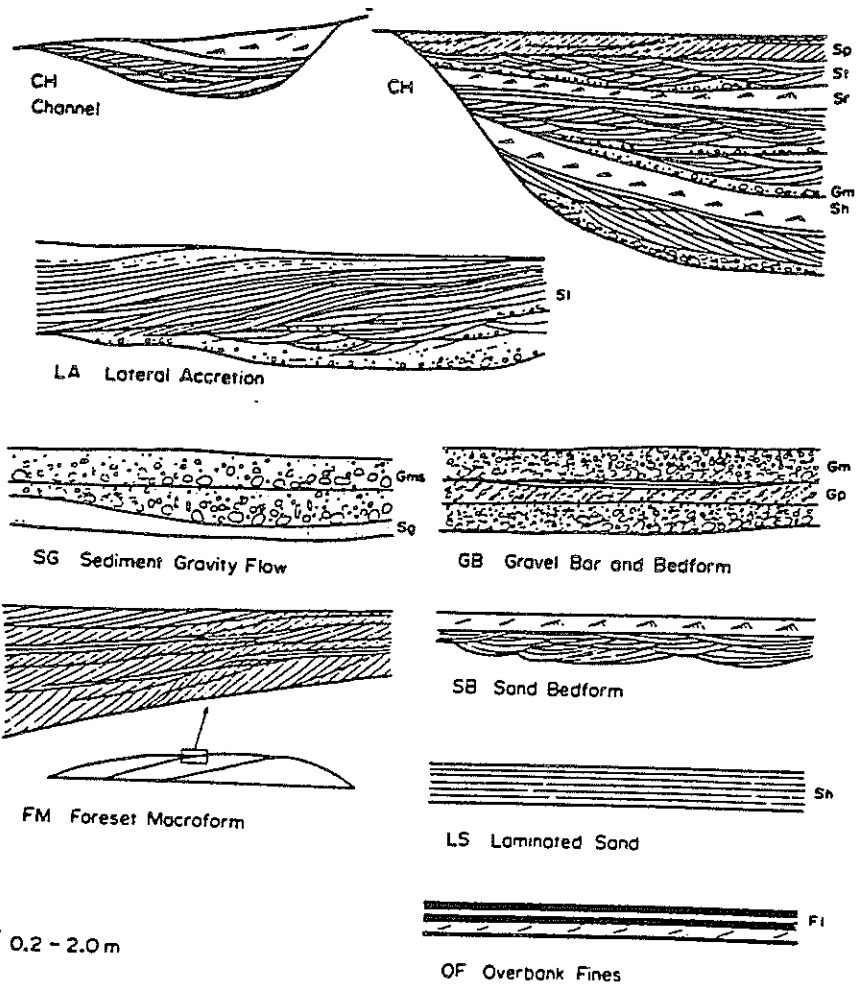 CH
Channel
CH
Sp
St
Sr
Gm
Sh
Sl
LA Lateral Accretion
Gms
Sg
SG Sediment Gravity Flow
Gm
Gp
GB Gravel Bar and Bedform
SB Sand Bedform
FM Foreset Macroform
Sh
LS Laminated Sand
Fl
0.2 - 2.0 m
OF Overbank Fines